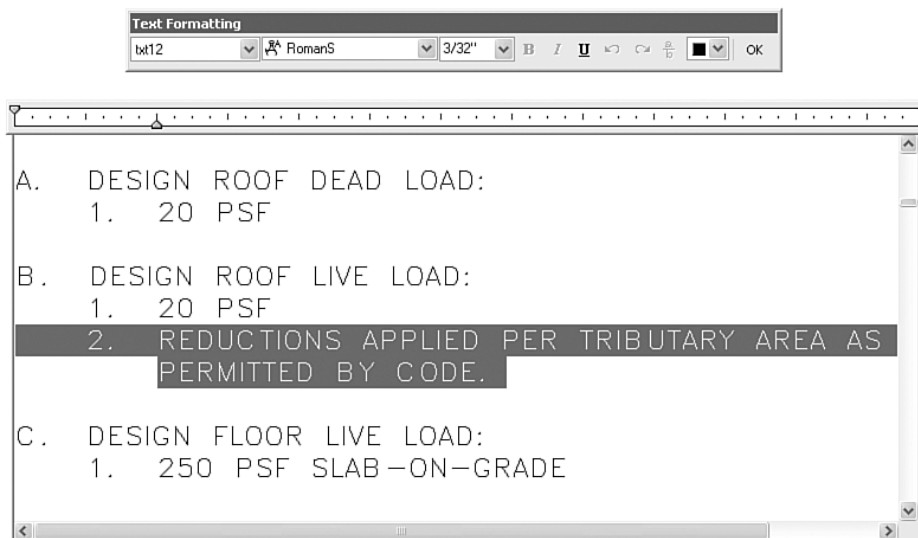 Text Formatting
txt12 RomanS 3/32" B I U a/b OK
A. DESIGN ROOF DEAD LOAD:
1. 20 PSF
B. DESIGN ROOF LIVE LOAD:
1. 20 PSF
2. REDUCTIONS APPLIED PER TRIBUTARY AREA AS
PERMITTED BY CODE.
C. DESIGN FLOOR LIVE LOAD:
1. 250 PSF SLAB-ON-GRADE